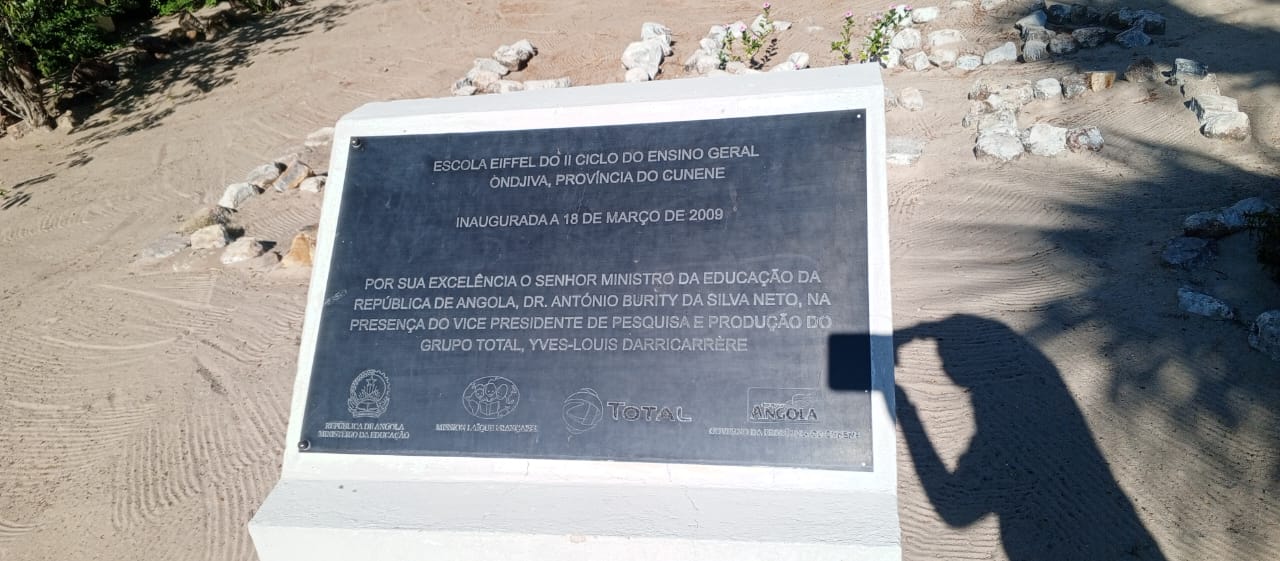 ESCOLA EIFFEL DO II CICLO DO ENSINO GERAL
ONDJIVA, PROVÍNCIA DO CUNENE
INAUGURADA A 18 DE MARÇO DE 2009
POR SUA EXCELÊNCIA O SENHOR MINISTRO DA EDUCAÇÃO DA
REPÚBLICA DE ANGOLA, DR. ANTÓNIO BURITY DA SILVA NETO, NA
PRESENÇA DO VICE PRESIDENTE DE PESQUISA E PRODUÇÃO DO
GRUPO TOTAL, YVES-LOUIS DARRICARRÈRE
REPÚBLICA DE ANGOLA
MINISTÉRIO DA EDUCAÇÃO
MISSION LAÏQUE FRANÇAISE
TOTAL
ANGOLA
GOVERNO DA